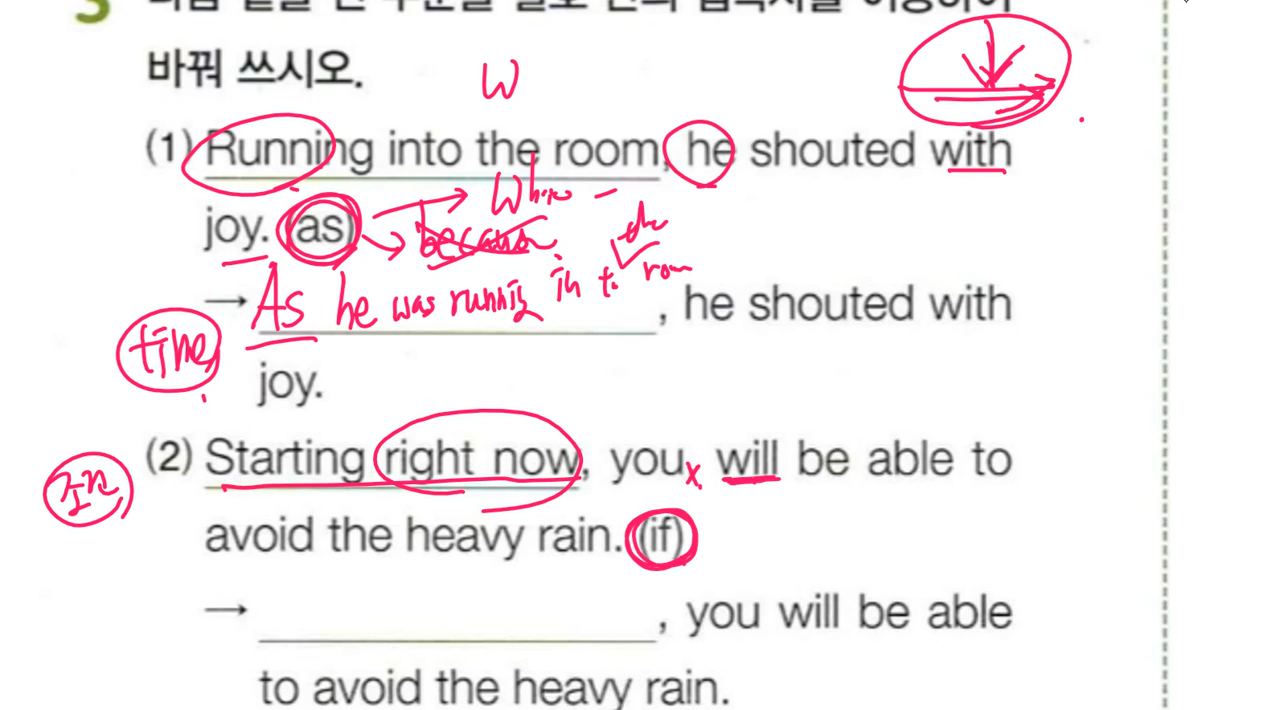 바꿔 쓰시오.
W
(1) Running into the room, he shouted with
joy. (as) → While
because
the
→ As he was running in to room, he shouted with
time
joy.
(2) Starting right now, you x will be able to
조건
avoid the heavy rain. (if)
→ , you will be able
to avoid the heavy rain.